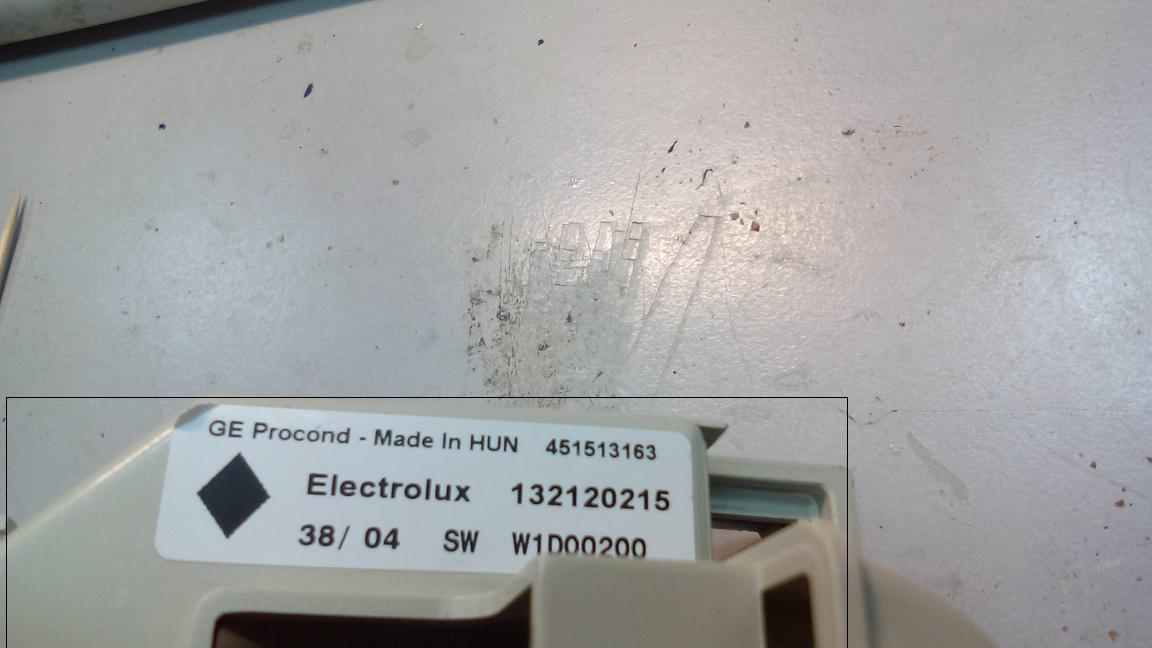 GE Procond - Made In HUN 451513163
Electrolux 132120215
38/ 04 SW W1D00200